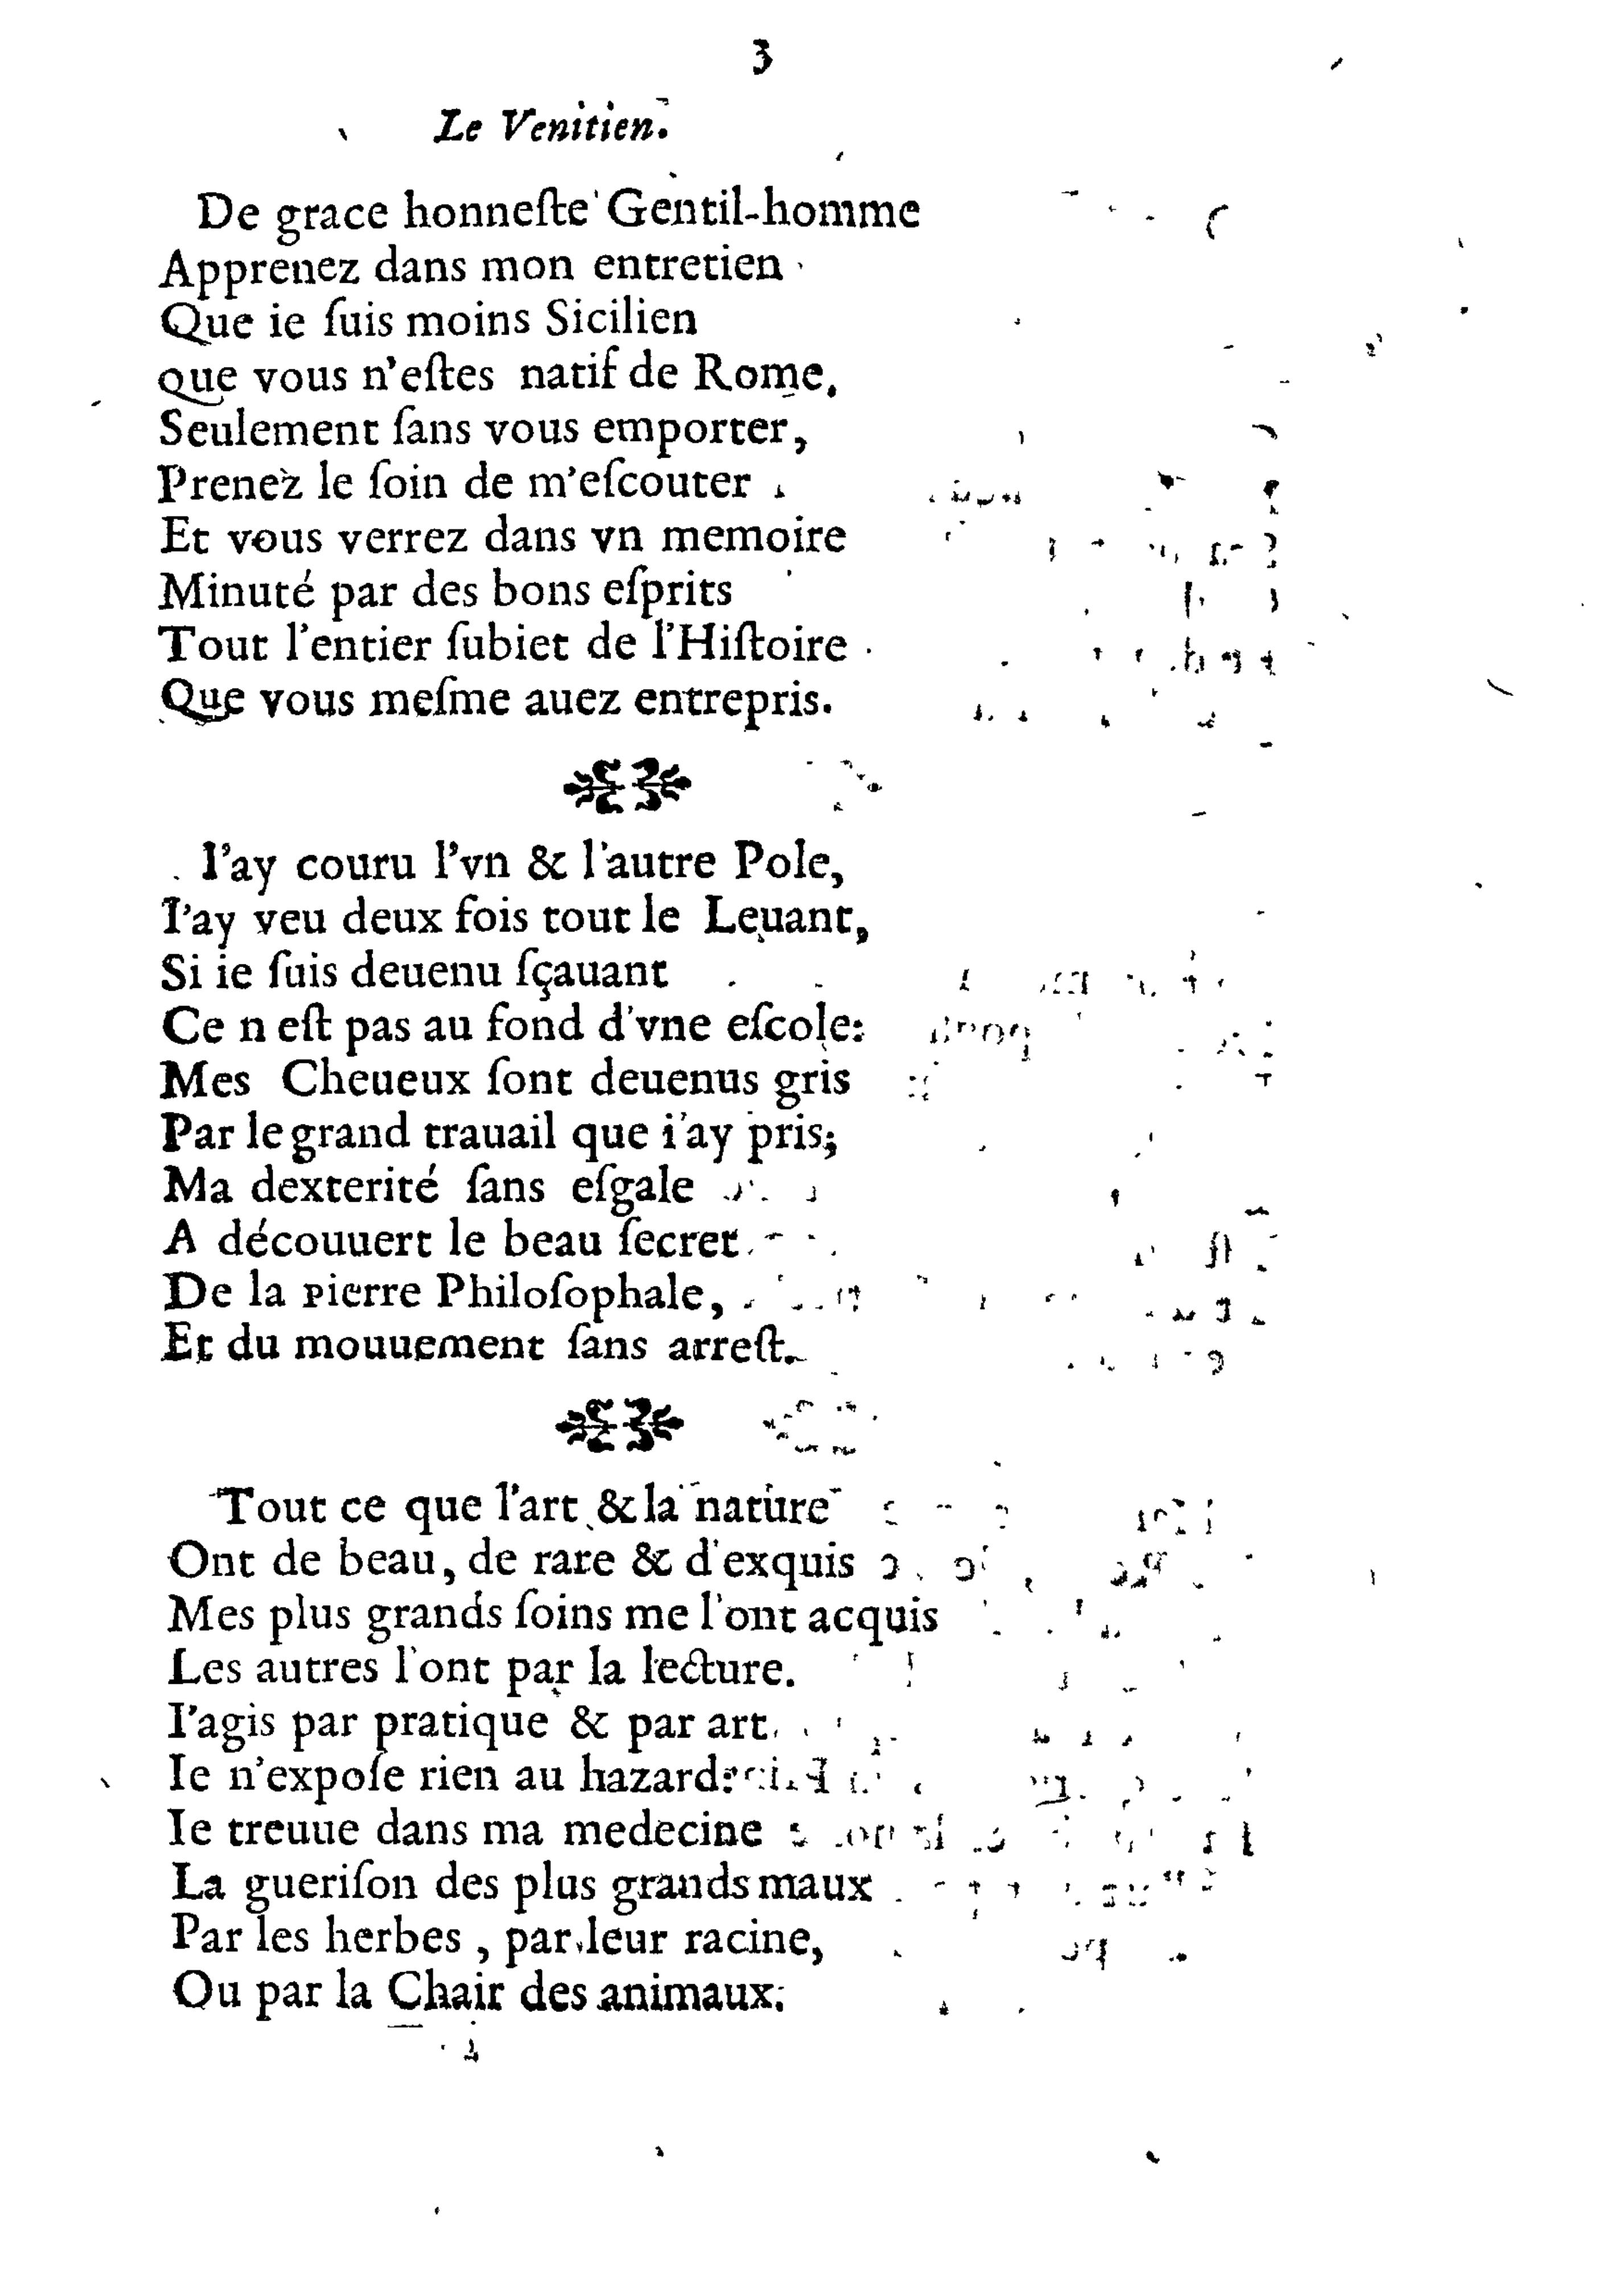 3
Le Venitien.
De grace honneſte Gentil-homme
Apprenez dans mon entretien
Que ie ſuis moins Sicilien
que vous n'eſtes natif de Rome.
Seulement ſans vous emporter,
Prenez le ſoin de m'eſcouter
Et vous verrez dans vn memoire
Minuté par des bons eſprits
Tout l'entier ſubiet de l'Hiſtoire
Que vous meſme auez entrepris.
I'ay couru l'vn & l'autre Pole,
I'ay veu deux fois tout le Leuant,
Si ie ſuis deuenu ſçauant
Ce n eſt pas au fond d'vne eſcole:
Mes Cheueux ſont deuenus gris
Par le grand trauail que i'ay pris;
Ma dexterité ſans eſgale
A découuert le beau ſecret
De la Pierre Philoſophale,
Et du mouuement ſans arreſt.
Tout ce que l'art & la nature
Ont de beau, de rare & d'exquis
Mes plus grands ſoins me l'ont acquis
Les autres l'ont par la lecture.
I'agis par pratique & par art
Ie n'expoſe rien au hazard:
Ie treuue dans ma medecine
La gueriſon des plus grands maux
Par les herbes, par leur racine,
Ou par la Chair des animaux.